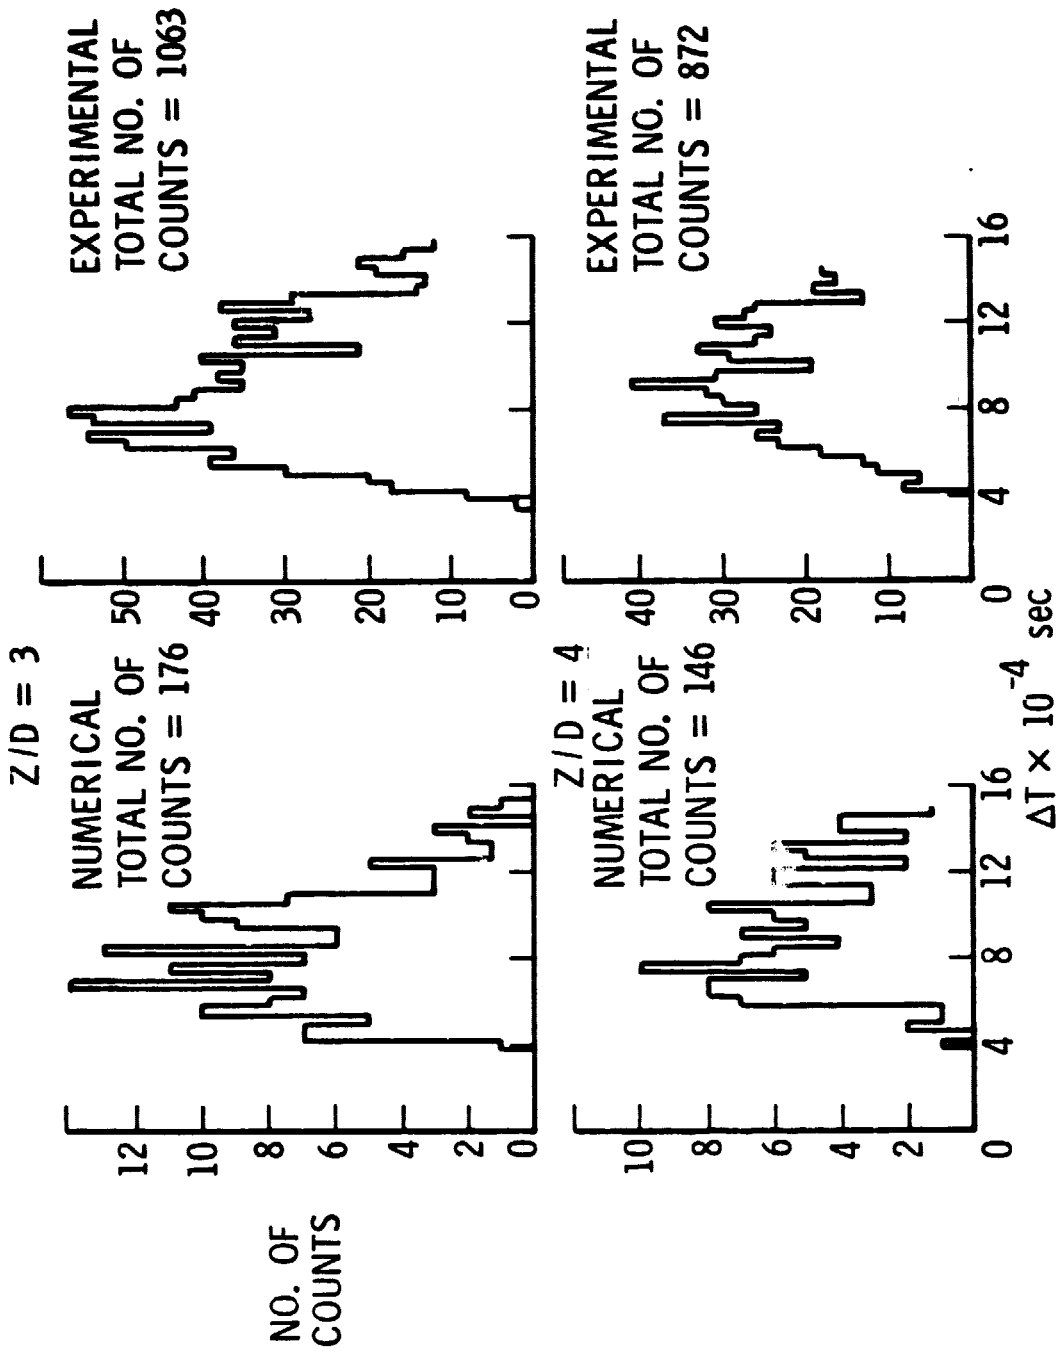 Z/D = 3
NUMERICAL
TOTAL NO. OF
COUNTS = 176
EXPERIMENTAL
TOTAL NO. OF
COUNTS = 1063
NO. OF
COUNTS
12
10
8
6
4
2
0
50
40
30
20
10
0
Z/D = 4
NUMERICAL
TOTAL NO. OF
COUNTS = 146
EXPERIMENTAL
TOTAL NO. OF
COUNTS = 872
10
8
6
4
2
0
4
8
12
16
30
20
10
0
4
8
12
16
ΔT × 10⁻⁴ sec